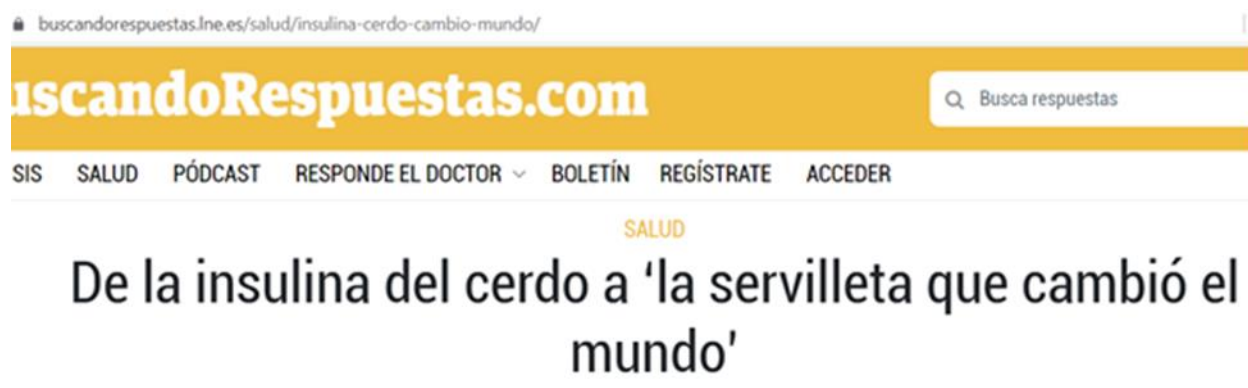 buscandorespuestas.lne.es/salud/insulina-cerdo-cambio-mundo/
uscandoRespuestas.com
Busca respuestas
SIS SALUD PÓDCAST RESPONDE EL DOCTOR BOLETÍN REGÍSTRATE ACCEDER
SALUD
De la insulina del cerdo a ‘la servilleta que cambió el
mundo’